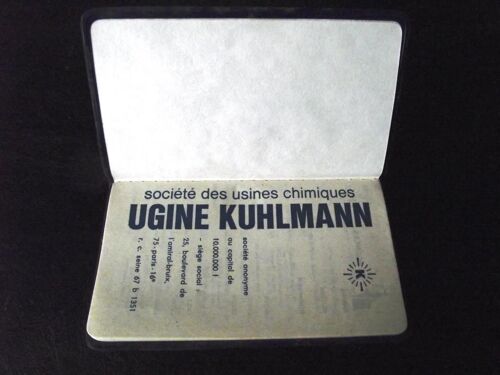 société des usines chimiques
UGINE KUHLMANN
société anonyme
au capital de
10.000.000 f
- siège social :
25, boulevard de
l'amiral-bruix,
75-paris-16e
r. c. seine 67 b 1351
K